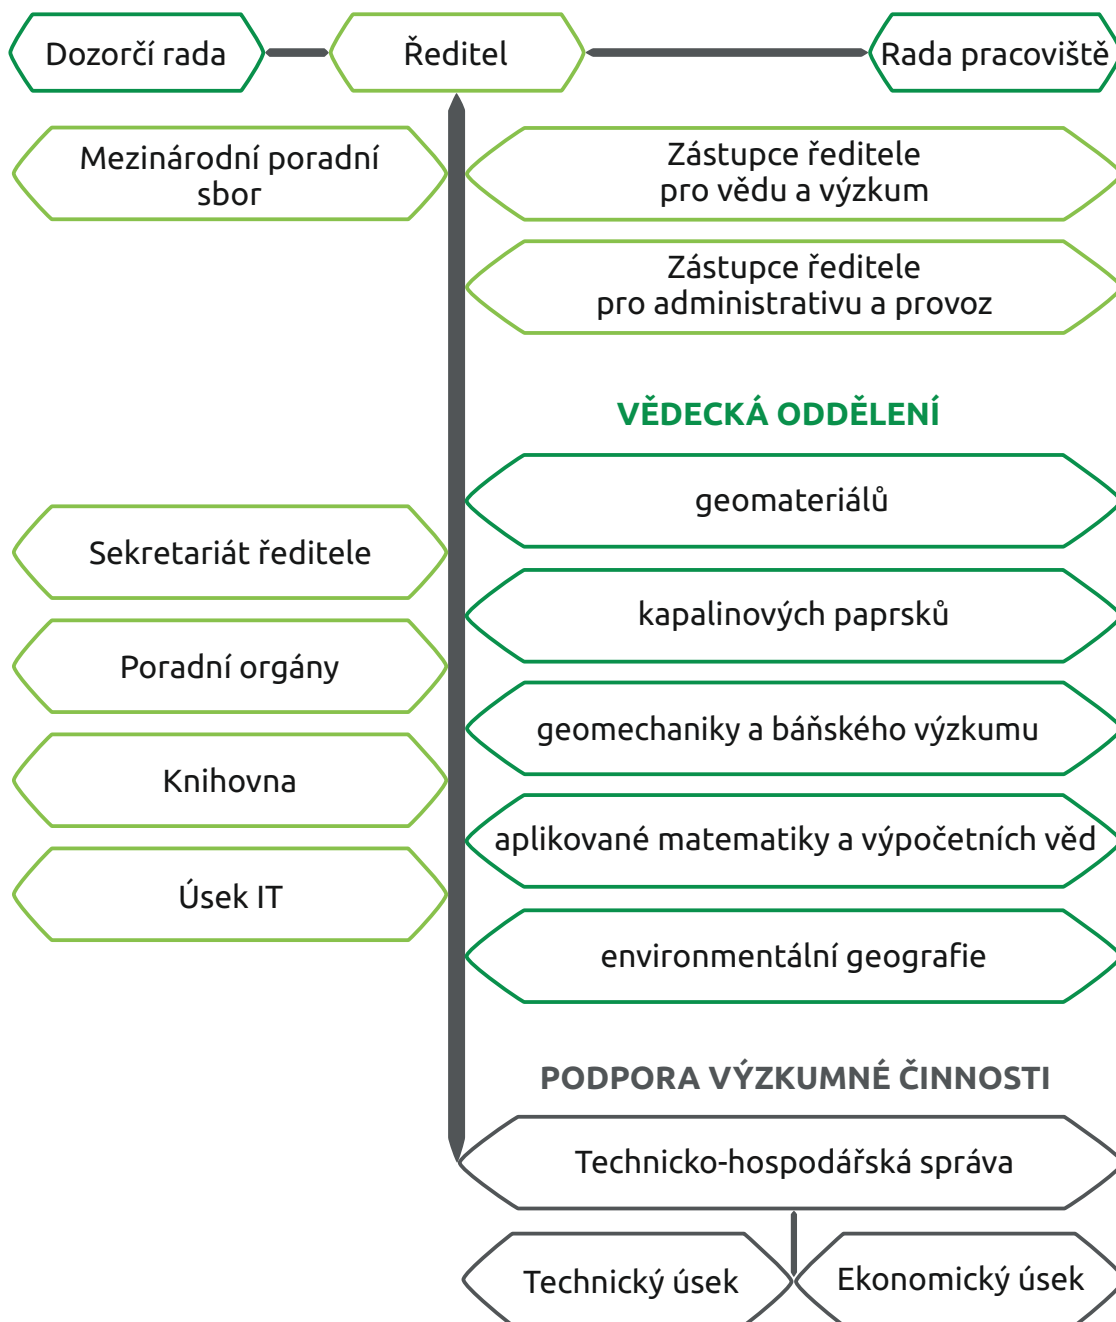 Dozorčí rada
Ředitel
Rada pracoviště
Mezinárodní poradní
sbor
Zástupce ředitele
pro vědu a výzkum
Zástupce ředitele
pro administrativu a provoz
VĚDECKÁ ODDĚLENÍ
geomateriálů
Sekretariát ředitele
kapalinových paprsků
Poradní orgány
geomechaniky a báňského výzkumu
Knihovna
aplikované matematiky a výpočetních věd
Úsek IT
environmentální geografie
PODPORA VÝZKUMNÉ ČINNOSTI
Technicko-hospodářská správa
Technický úsek
Ekonomický úsek